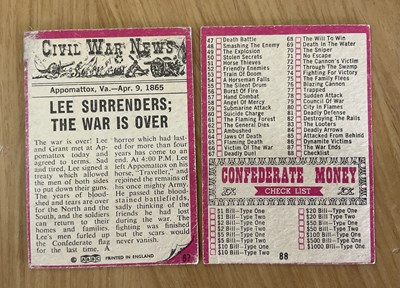 CIVIL WAR NEWS
Appomattox, Va.—Apr. 9, 1865
LEE SURRENDERS;
THE WAR IS OVER
The war is over! Lee
and Grant met at Ap-
pomattox today and
agreed to terms. Sad
and tired, Lee signed a
treaty which allowed
the men of both sides
to put down their guns.
The years of blood-
shed and tears are over
for the North and the
South, and the soldiers
can return to their
homes and families.
Lee's men furled up
the Confederate flag
for the last time. A
horror which had last-
ed for more than four
years has come to an
end. At 4:00 P.M. Lee
left Appomattox on his
horse, "Traveller," and
rejoined the remains of
his once mighty Army.
He passed the blood-
stained battlefields,
sadly thinking of the
friends he had lost
during the war. The
fighting was finished
but the scars would
never vanish.
PRINTED IN ENGLAND
87
47 Death Battle
48 Smashing The Enemy
49 The Explosion
50 Stolen Secrets
51 Horse Thieves
52 Friendly Enemies
53 Train Of Doom
54 A Horseman Falls
55 The Silent Drum
56 Burst Of Fire
57 Hand Combat
58 Angel Of Mercy
59 Submarine Attack
60 City In Flames
61 The Flaming Forest
62 The General Dies
63 Ambushed
64 Jaws Of Death
65 Flaming Death
66 Victim Of The War
67 Deadly Duel
68 The Will To Win
69 Death In The Water
70 The Sniper
71 No Escape
72 The Cannon's Victim
73 Through The Swamp
74 Fighting For Victory
75 The Family Flees
76 Blazing Cannon
77 Trapped
78 Sudden Attack
79 Council Of War
80 City In Flames
81 Deadly Defense
82 Destroying The Rails
83 Dying Effort
84 Deadly Arrows
85 Attacked From Behind
86 Dynamite Victims
87 The War Ends
88 Checklist
CONFEDERATE MONEY
CHECK LIST
$1 Bill—Type One
$1 Bill—Type Two
$2 Bill—Type One
$2 Bill—Type Two
$5 Bill—Type One
$5 Bill—Type Two
$10 Bill—Type One
$10 Bill—Type Two
$20 Bill—Type One
$20 Bill—Type Two
$50 Bill—Type One
$50 Bill—Type Two
$100 Bill—Type One
$500 Bill—Type One
$1000 Bill—Type One
88